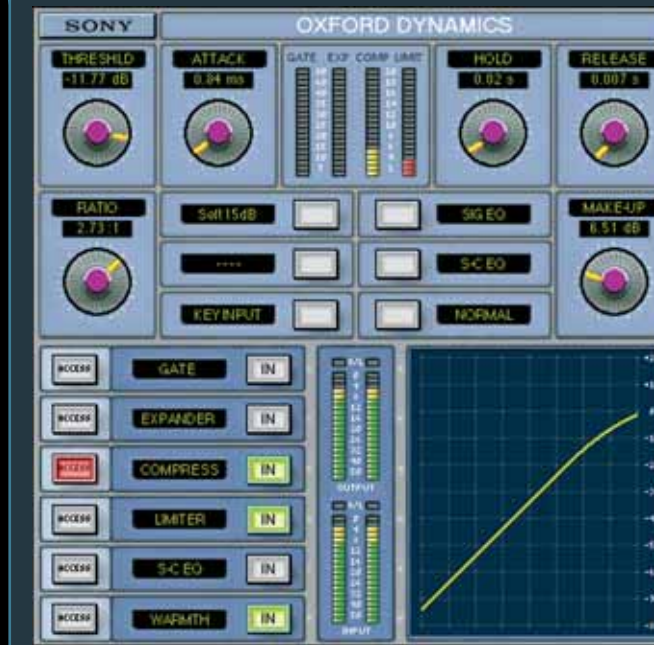 SONY
OXFORD DYNAMICS
THRESHLD
-11.77 dB
ATTACK
0.84 ms
GATE EXP COMP LIMIT
HOLD
0.02 s
RELEASE
0.007 s
RATIO
2.73:1
Soft 15dB
SIG EQ
MAKE-UP
6.51 dB
----
S-C EQ
KEY INPUT
NORMAL
ACCESS GATE IN
ACCESS EXPANDER IN
ACCESS COMPRESS IN
ACCESS LIMITER IN
ACCESS S-C EQ IN
ACCESS WARMTH IN
O/L
OUTPUT
O/L
INPUT